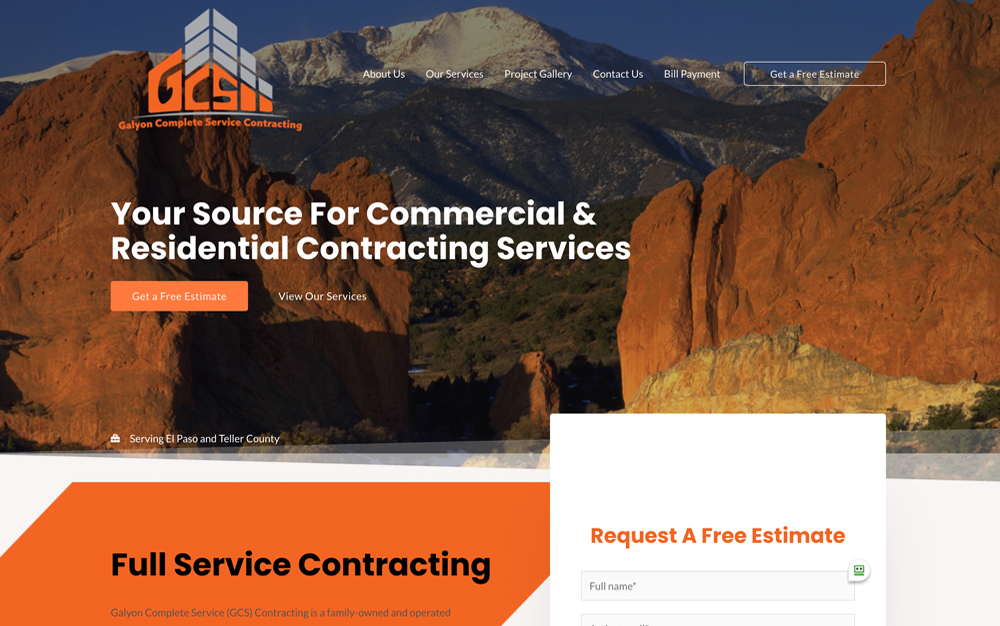 GCS
Galyon Complete Service Contracting
About Us
Our Services
Project Gallery
Contact Us
Bill Payment
Get a Free Estimate
Your Source For Commercial &
Residential Contracting Services
Get a Free Estimate
View Our Services
Serving El Paso and Teller County
Full Service Contracting
Galyon Complete Service (GCS) Contracting is a family-owned and operated
Request A Free Estimate
Full name*